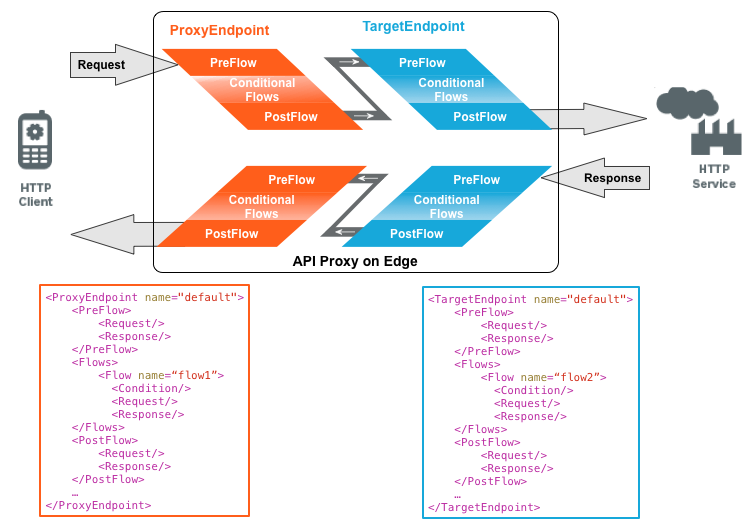 ProxyEndpoint
TargetEndpoint
Request
PreFlow
Conditional
Flows
PostFlow
PreFlow
Conditional
Flows
PostFlow
HTTP
Client
HTTP
Service
PreFlow
Conditional
Flows
PostFlow
PreFlow
Conditional
Flows
PostFlow
Response
API Proxy on Edge
<ProxyEndpoint name="default">
<PreFlow>
<Request/>
<Response/>
</PreFlow>
<Flows>
<Flow name=“flow1”>
<Condition/>
<Request/>
<Response/>
</Flows>
<PostFlow>
<Request/>
<Response/>
</PostFlow>
…
</ProxyEndpoint>
<TargetEndpoint name="default">
<PreFlow>
<Request/>
<Response/>
</PreFlow>
<Flows>
<Flow name=“flow2”>
<Condition/>
<Request/>
<Response/>
</Flows>
<PostFlow>
<Request/>
<Response/>
</PostFlow>
…
</TargetEndpoint>